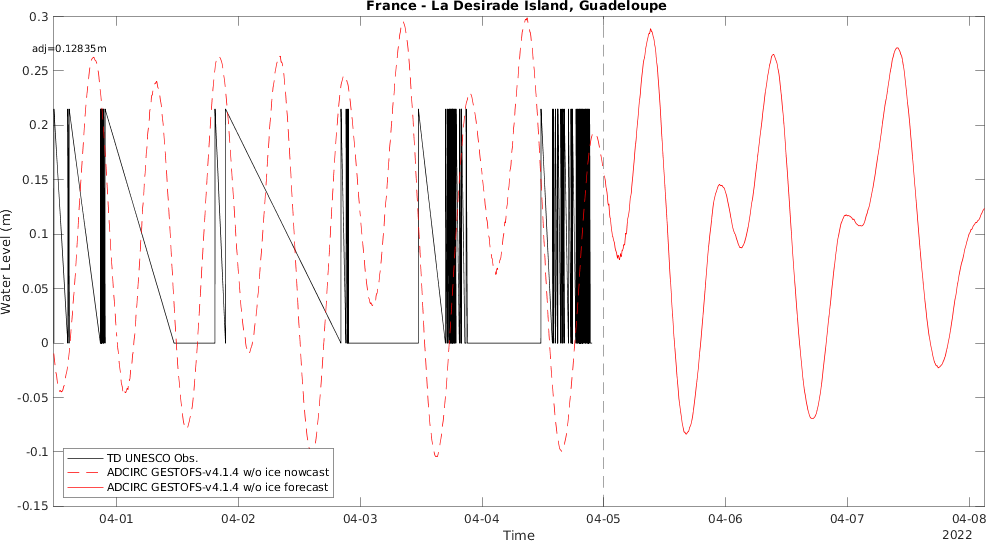 France - La Desirade Island, Guadeloupe
adj=0.12835m
0.3
0.25
0.2
0.15
0.1
0.05
0
-0.05
-0.1
-0.15
Water Level (m)
TD UNESCO Obs.
ADCIRC GESTOFS-v4.1.4 w/o ice nowcast
ADCIRC GESTOFS-v4.1.4 w/o ice forecast
04-01 04-02 04-03 04-04 04-05 04-06 04-07 04-08
Time
2022